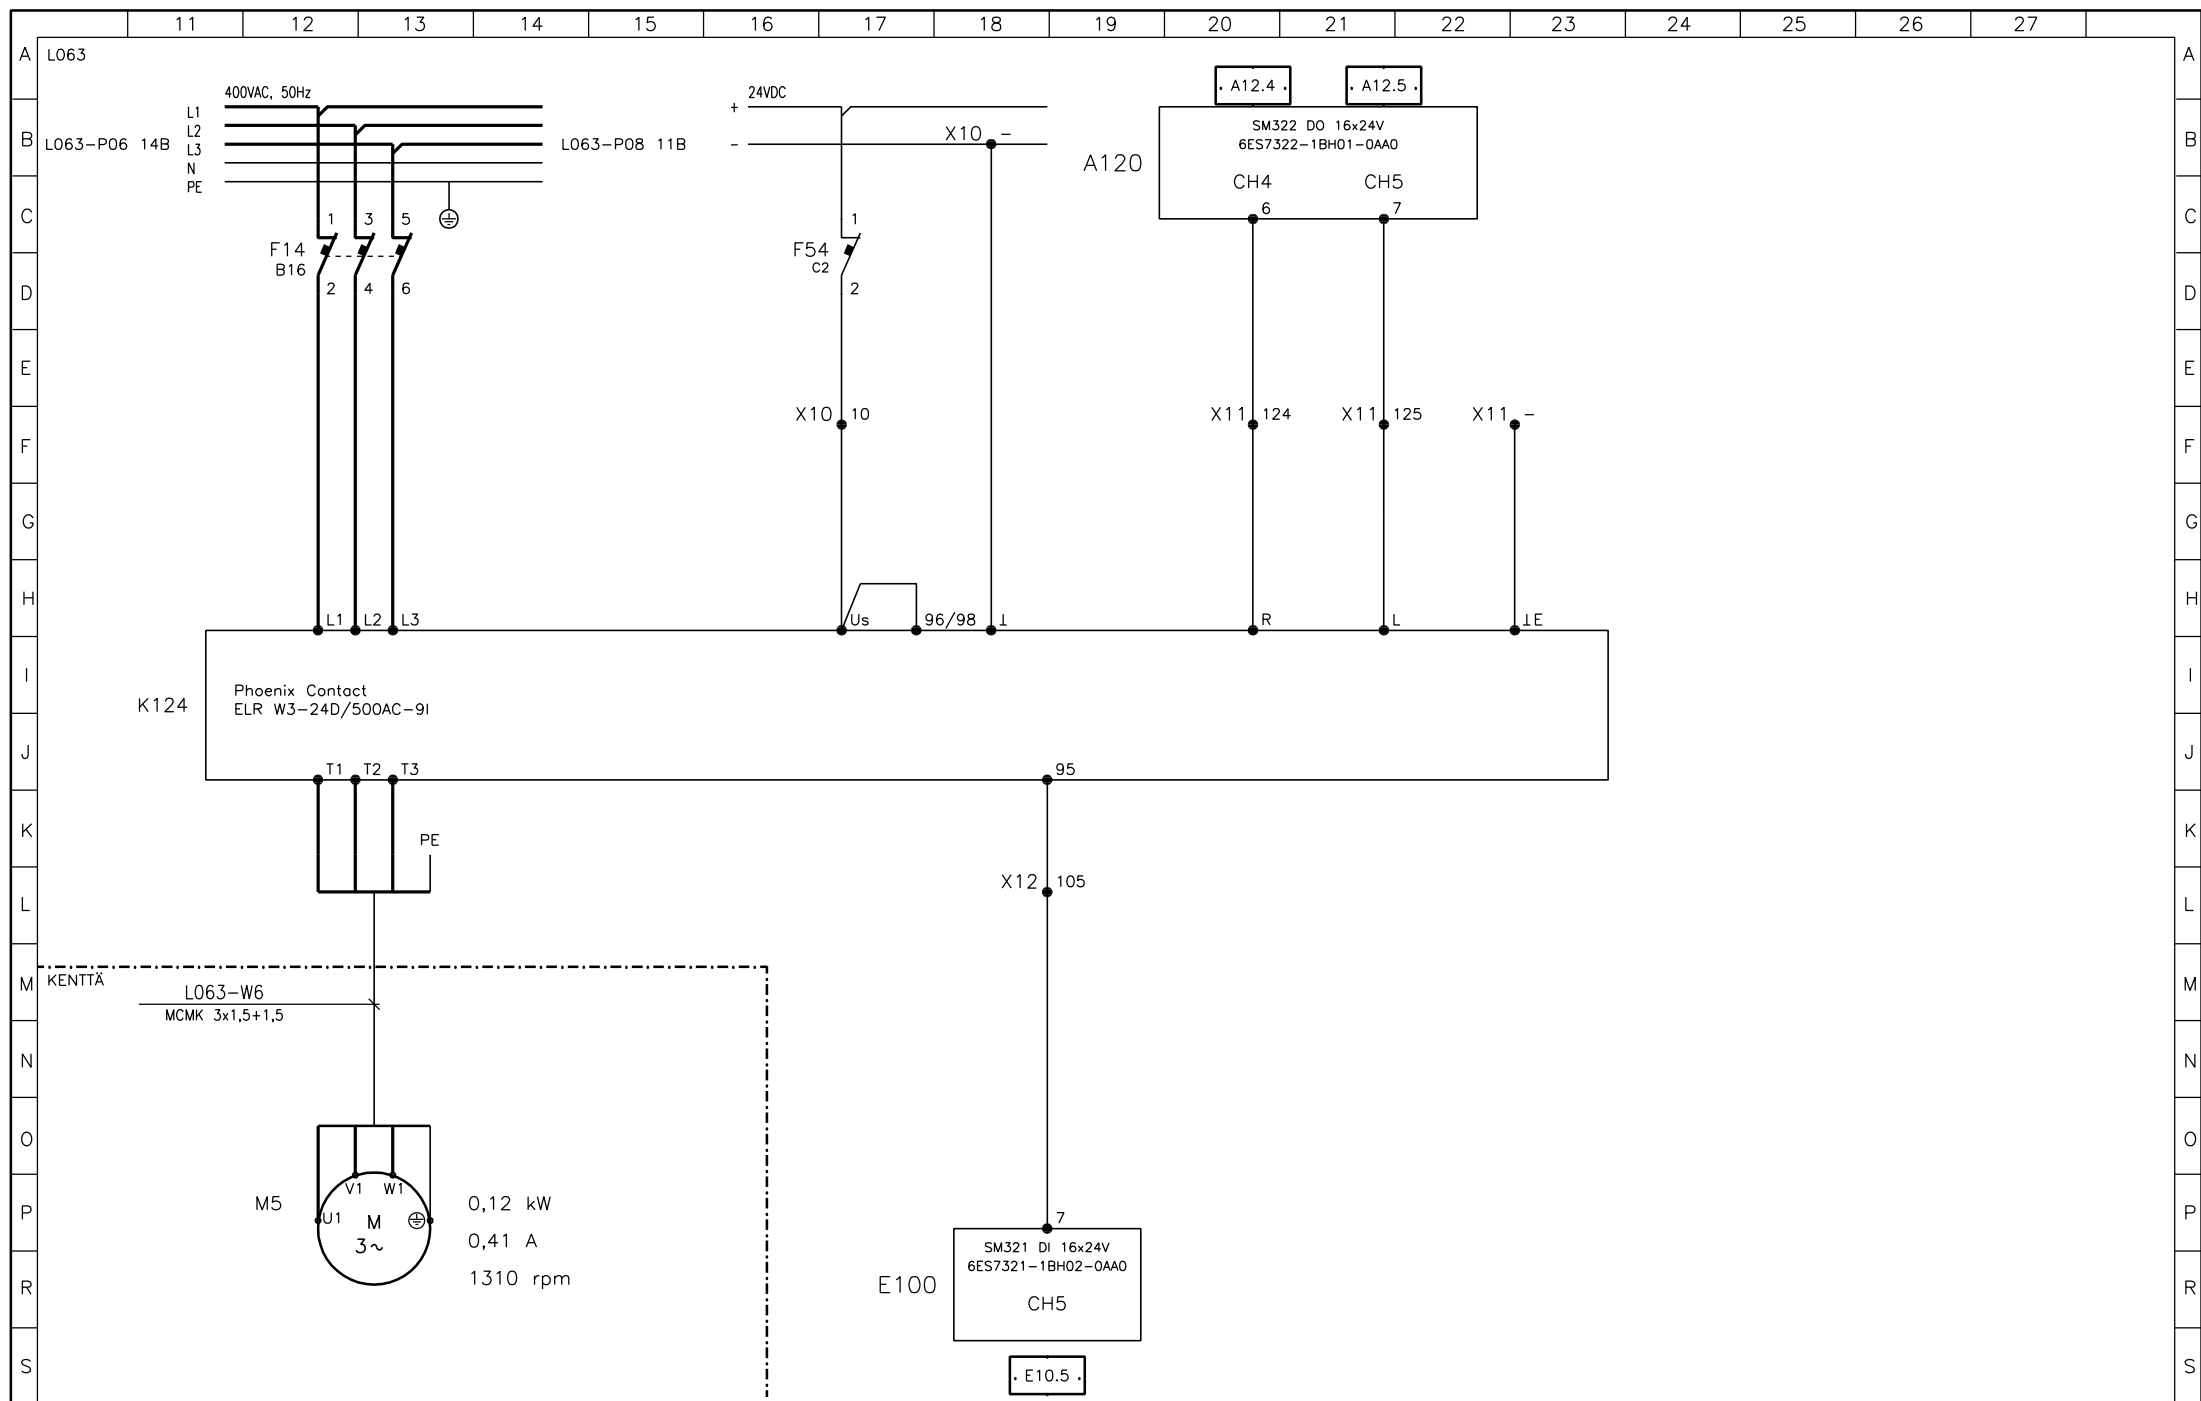 11 12 13 14 15 16 17 18 19 20 21 22 23 24 25 26 27
A L063 A
A12.4 A12.5
400VAC, 50Hz 24VDC
L1 +
L2 SM322 DO 16x24V
X10 -
B L063-P06 14B L3 L063-P08 11B - 6ES7322-1BH01-0AA0 B
N A120
PE CH4 CH5
6 7
C 1 3 5 1 C
F14 F54
B16 C2
D 2 4 6 2 D
E E
X10 10 X11 124 X11 125 X11 -
F F
G G
H H
L1 L2 L3 Us 96/98 ⊥ R L ⊥E
I I
Phoenix Contact
K124 ELR W3-24D/500AC-9I
J J
T1 T2 T3 95
K PE K
X12 105
L L
M KENTTÄ M
L063-W6
MCMK 3x1,5+1,5
N N
O O
V1 W1
M5 0,12 kW
P U1 M 7 P
3~ 0,41 A SM321 DI 16x24V
6ES7321-1BH02-0AA0
1310 rpm E100
R CH5 R
S E10.5 S